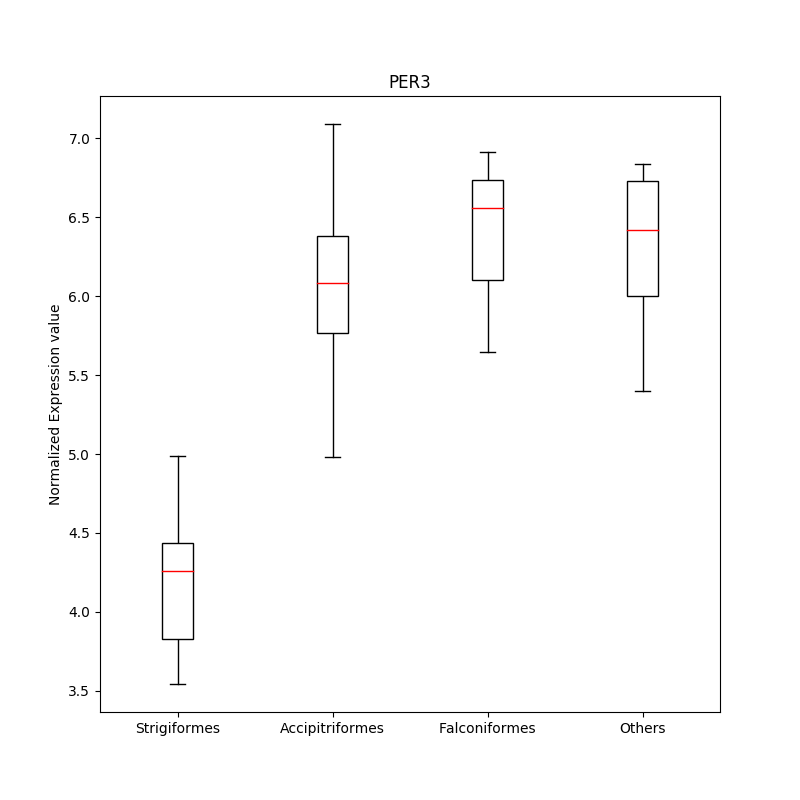 PER3
Normalized Expression value
7.0
6.5
6.0
5.5
5.0
4.5
4.0
3.5
Strigiformes Accipitriformes Falconiformes Others